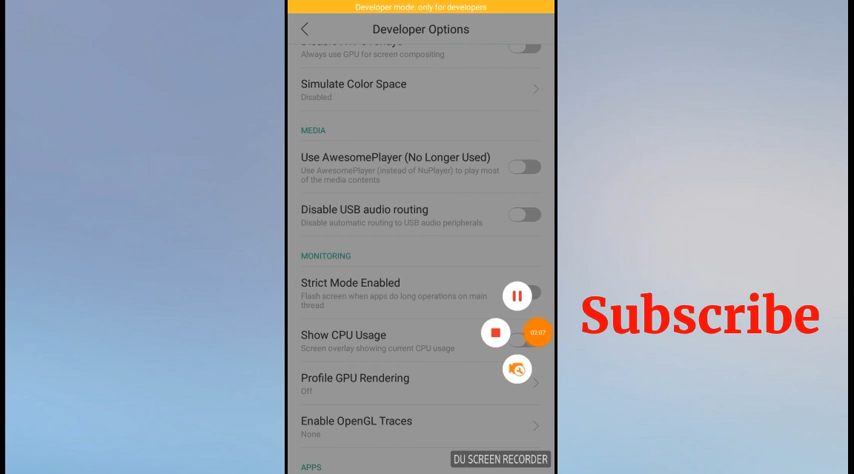 Developer mode: only for developers
Developer Options
Always use GPU for screen compositing
Simulate Color Space
Disabled
MEDIA
Use AwesomePlayer (No Longer Used)
Use AwesomePlayer (instead of NuPlayer) to play most
of the media contents
Disable USB audio routing
Disable automatic routing to USB audio peripherals
MONITORING
Strict Mode Enabled
Flash screen when apps do long operations on main
thread
Show CPU Usage
Screen overlay showing current CPU usage
02:07
Profile GPU Rendering
Off
Enable OpenGL Traces
None
APPS
DU SCREEN RECORDER
Subscribe